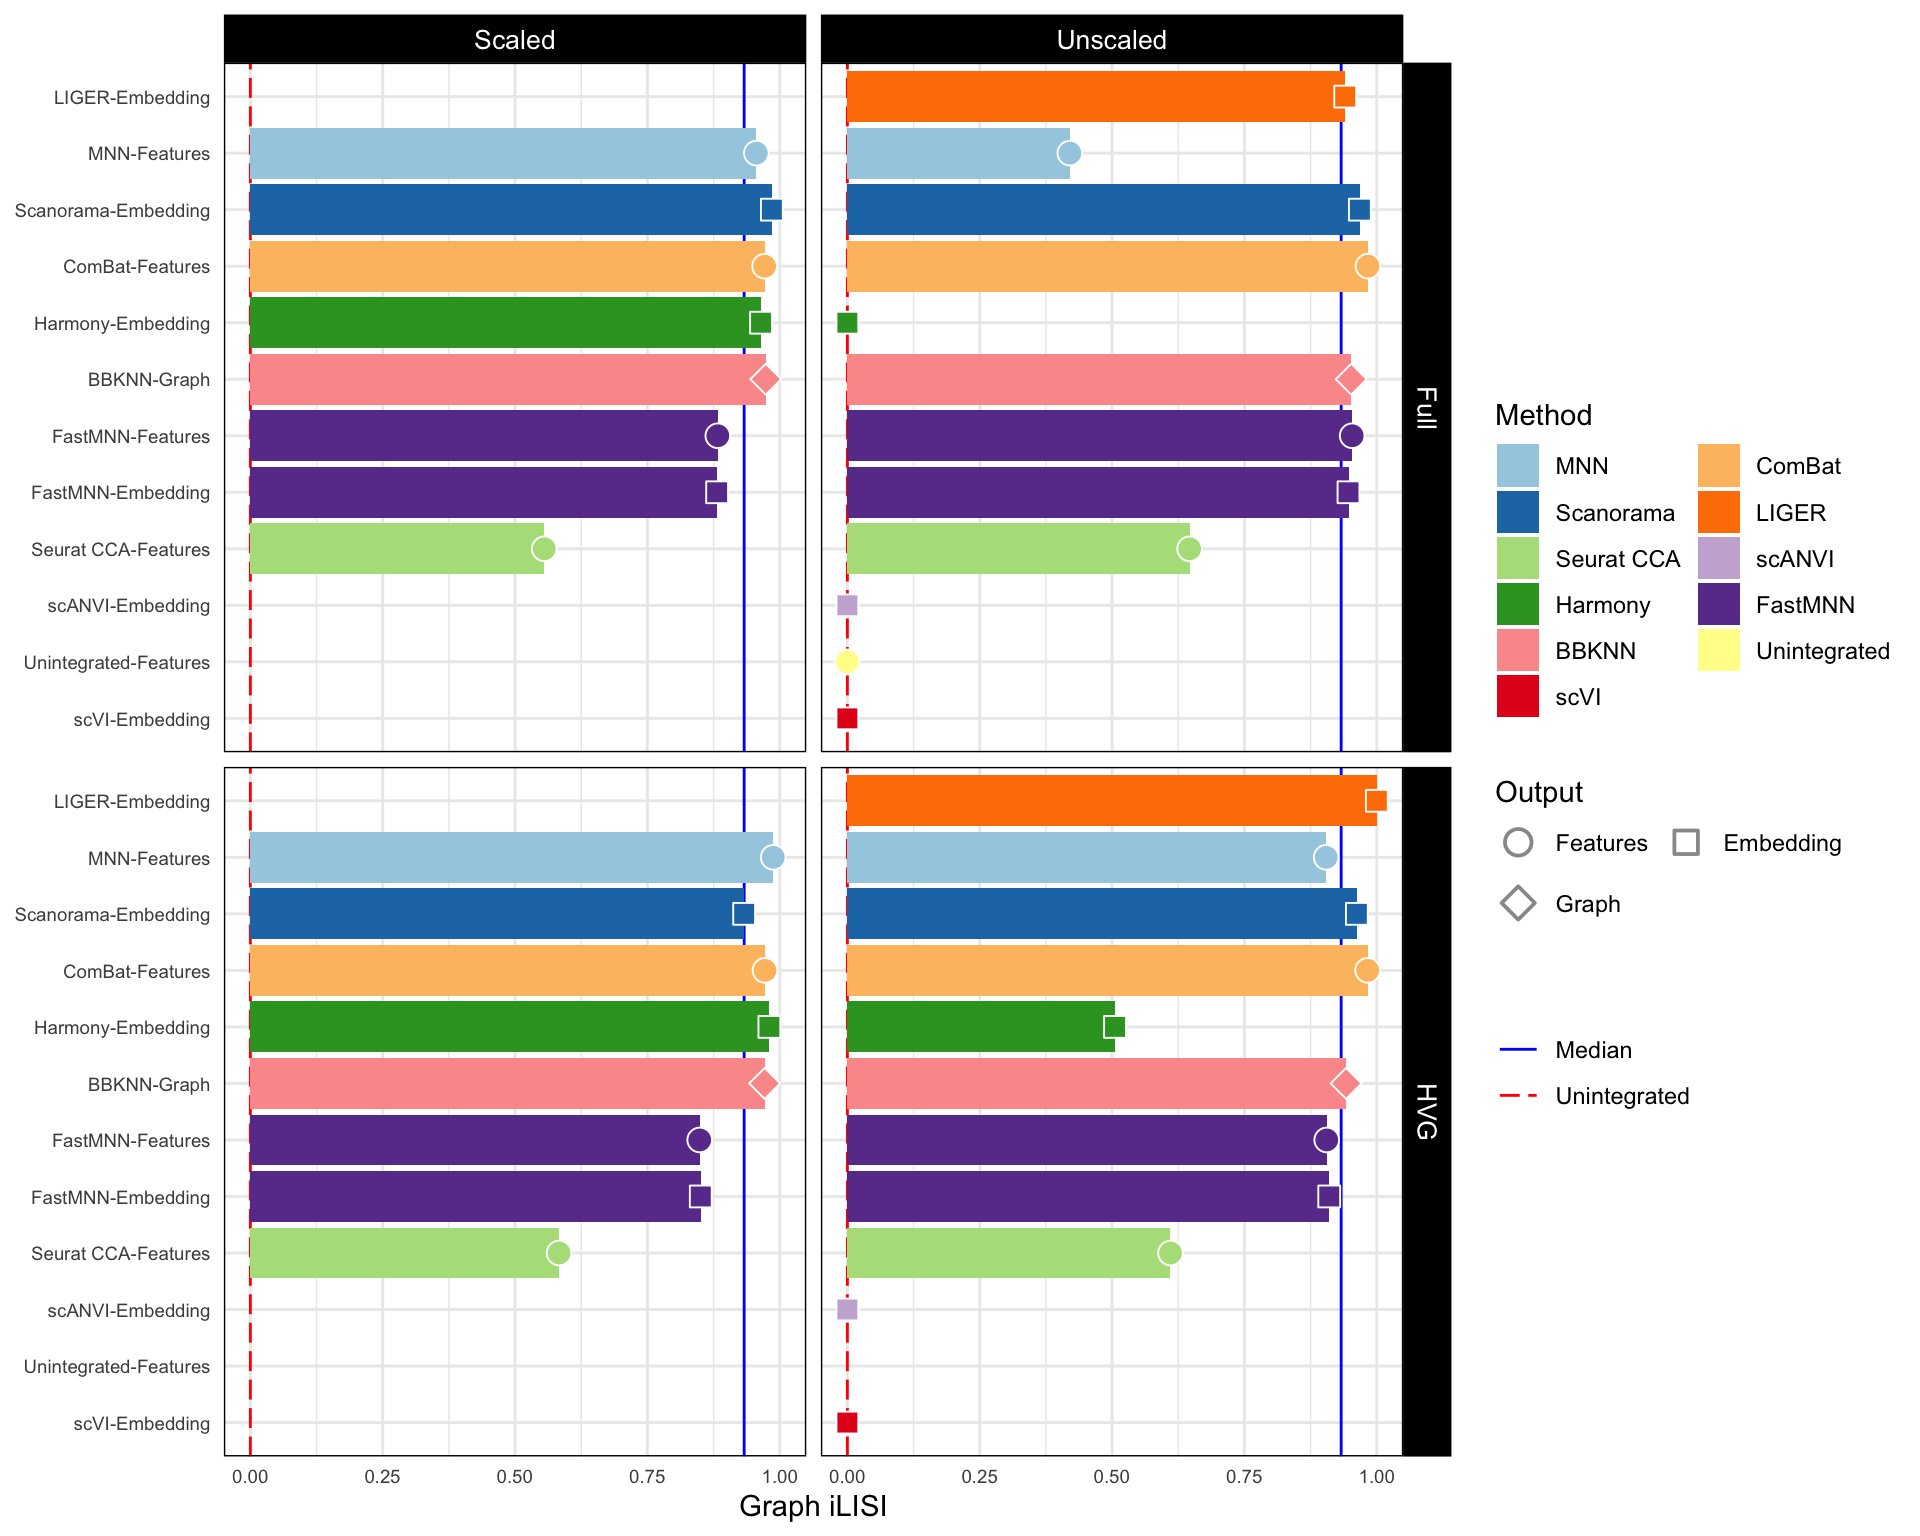 Scaled
Unscaled
LIGER-Embedding
MNN-Features
Scanorama-Embedding
ComBat-Features
Harmony-Embedding
BBKNN-Graph
FastMNN-Features
FastMNN-Embedding
Seurat CCA-Features
scANVI-Embedding
Unintegrated-Features
scVI-Embedding
Full
LIGER-Embedding
MNN-Features
Scanorama-Embedding
ComBat-Features
Harmony-Embedding
BBKNN-Graph
FastMNN-Features
FastMNN-Embedding
Seurat CCA-Features
scANVI-Embedding
Unintegrated-Features
scVI-Embedding
HVG
0.00 0.25 0.50 0.75 1.00
0.00 0.25 0.50 0.75 1.00
Graph iLISI
Method
MNN
Scanorama
Seurat CCA
Harmony
BBKNN
scVI
ComBat
LIGER
scANVI
FastMNN
Unintegrated
Output
Features
Embedding
Graph
Median
Unintegrated